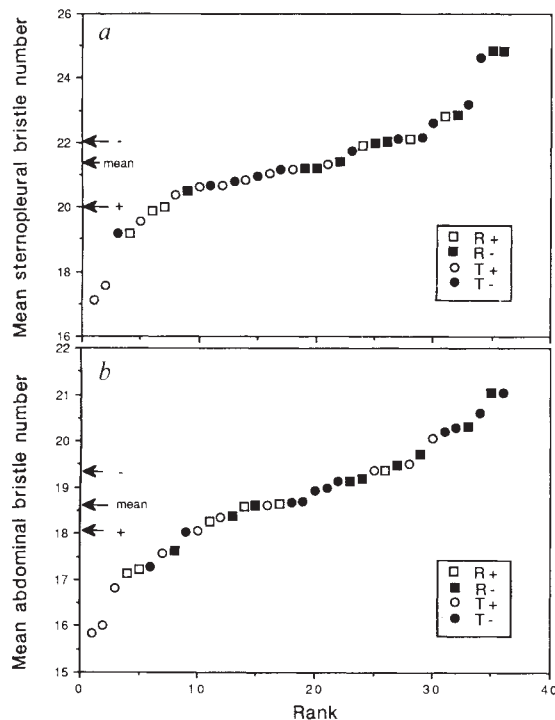 a
Mean sternopleural bristle number
26
24
22
20
18
16
-
mean
+
R +
R -
T +
T -
b
Mean abdominal bristle number
22
21
20
19
18
17
16
15
-
mean
+
R +
R -
T +
T -
0 10 20 30 40
Rank